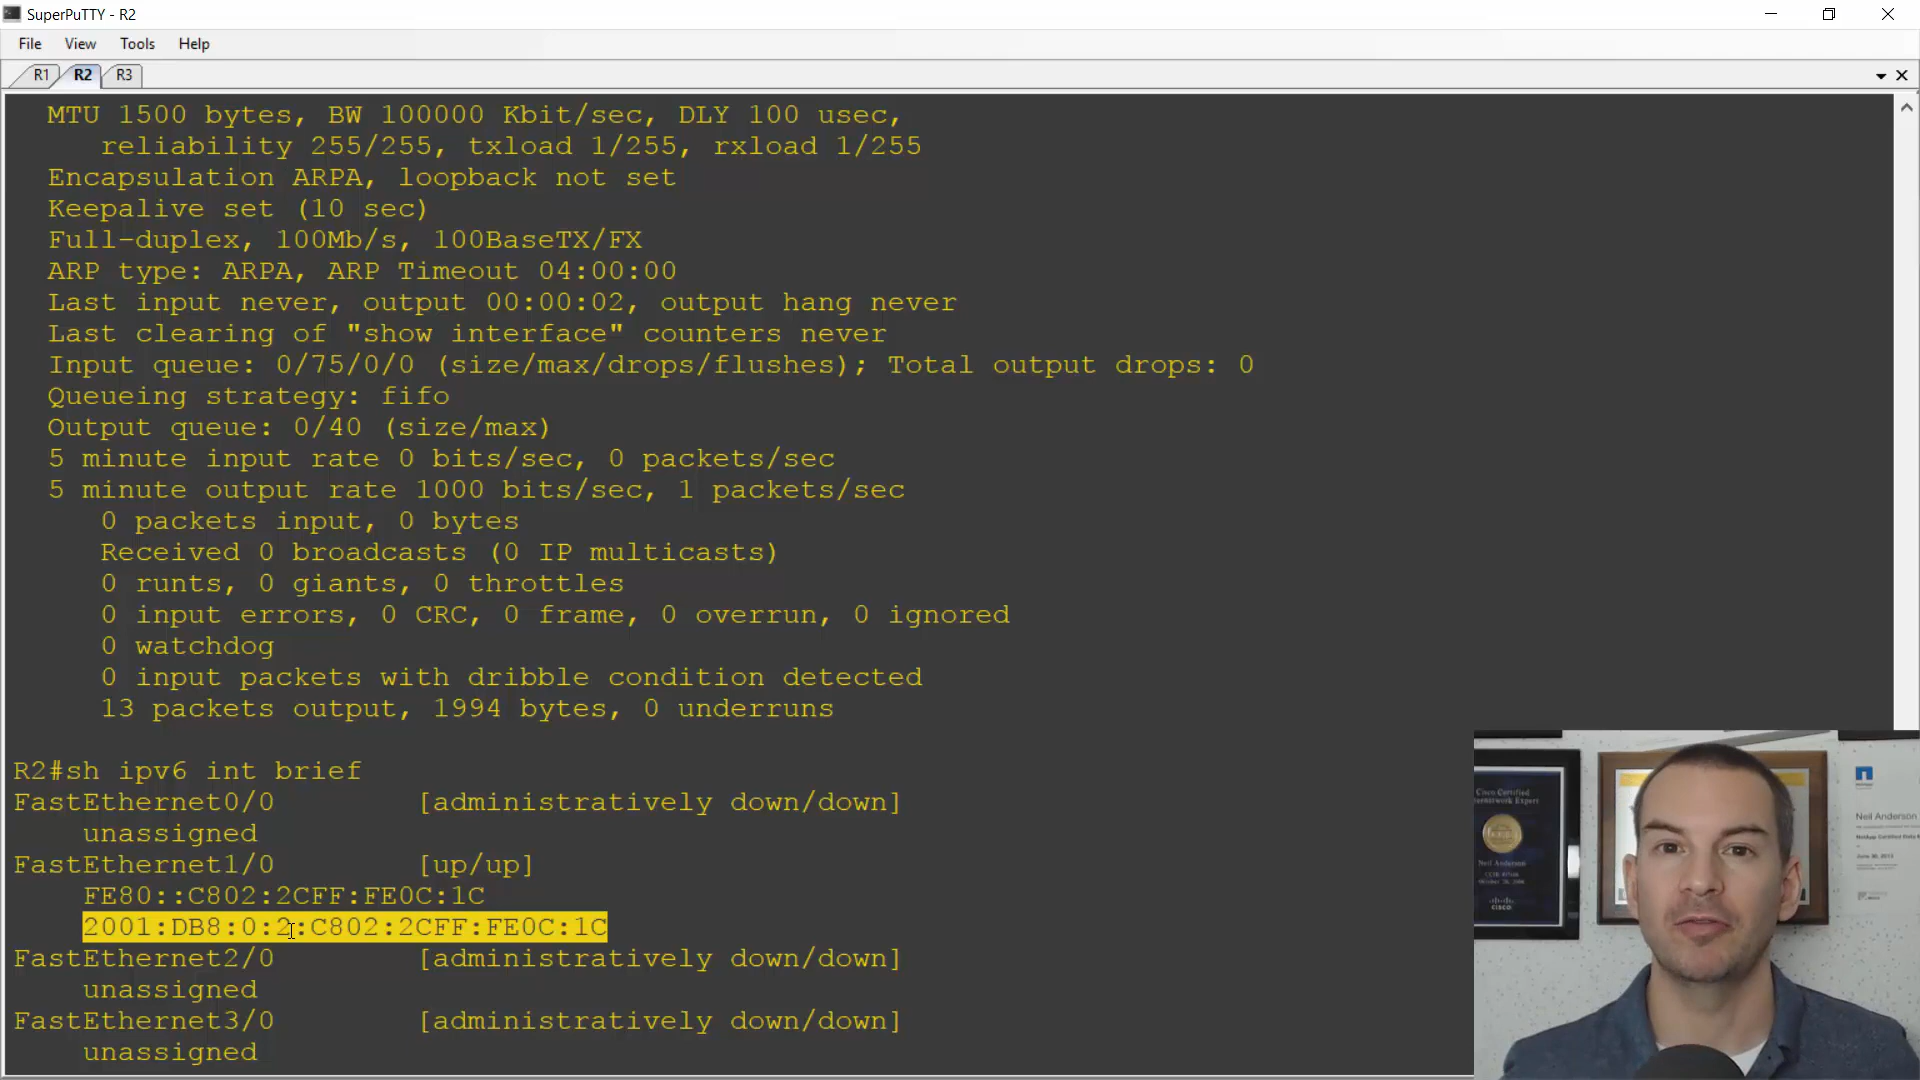 SuperPuTTY - R2
File View Tools Help
R1 R2 R3
MTU 1500 bytes, BW 100000 Kbit/sec, DLY 100 usec,
reliability 255/255, txload 1/255, rxload 1/255
Encapsulation ARPA, loopback not set
Keepalive set (10 sec)
Full-duplex, 100Mb/s, 100BaseTX/FX
ARP type: ARPA, ARP Timeout 04:00:00
Last input never, output 00:00:02, output hang never
Last clearing of "show interface" counters never
Input queue: 0/75/0/0 (size/max/drops/flushes); Total output drops: 0
Queueing strategy: fifo
Output queue: 0/40 (size/max)
5 minute input rate 0 bits/sec, 0 packets/sec
5 minute output rate 1000 bits/sec, 1 packets/sec
0 packets input, 0 bytes
Received 0 broadcasts (0 IP multicasts)
0 runts, 0 giants, 0 throttles
0 input errors, 0 CRC, 0 frame, 0 overrun, 0 ignored
0 watchdog
0 input packets with dribble condition detected
13 packets output, 1994 bytes, 0 underruns
R2#sh ipv6 int brief
FastEthernet0/0 [administratively down/down]
unassigned
FastEthernet1/0 [up/up]
FE80::C802:2CFF:FE0C:1C
2001:DB8:0:2:C802:2CFF:FE0C:1C
FastEthernet2/0 [administratively down/down]
unassigned
FastEthernet3/0 [administratively down/down]
unassigned
Cisco Certified
Internetwork Expert
Neil Anderson
Neil Anderson